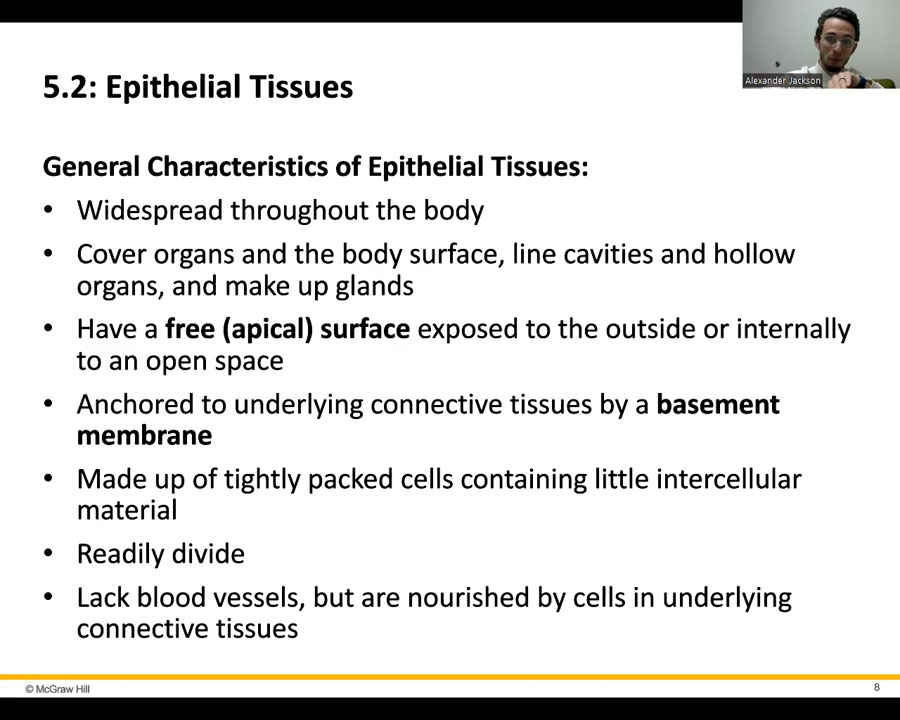 Alexander Jackson
5.2: Epithelial Tissues
General Characteristics of Epithelial Tissues:
• Widespread throughout the body
• Cover organs and the body surface, line cavities and hollow
organs, and make up glands
• Have a free (apical) surface exposed to the outside or internally
to an open space
• Anchored to underlying connective tissues by a basement
membrane
• Made up of tightly packed cells containing little intercellular
material
• Readily divide
• Lack blood vessels, but are nourished by cells in underlying
connective tissues
© McGraw Hill
8